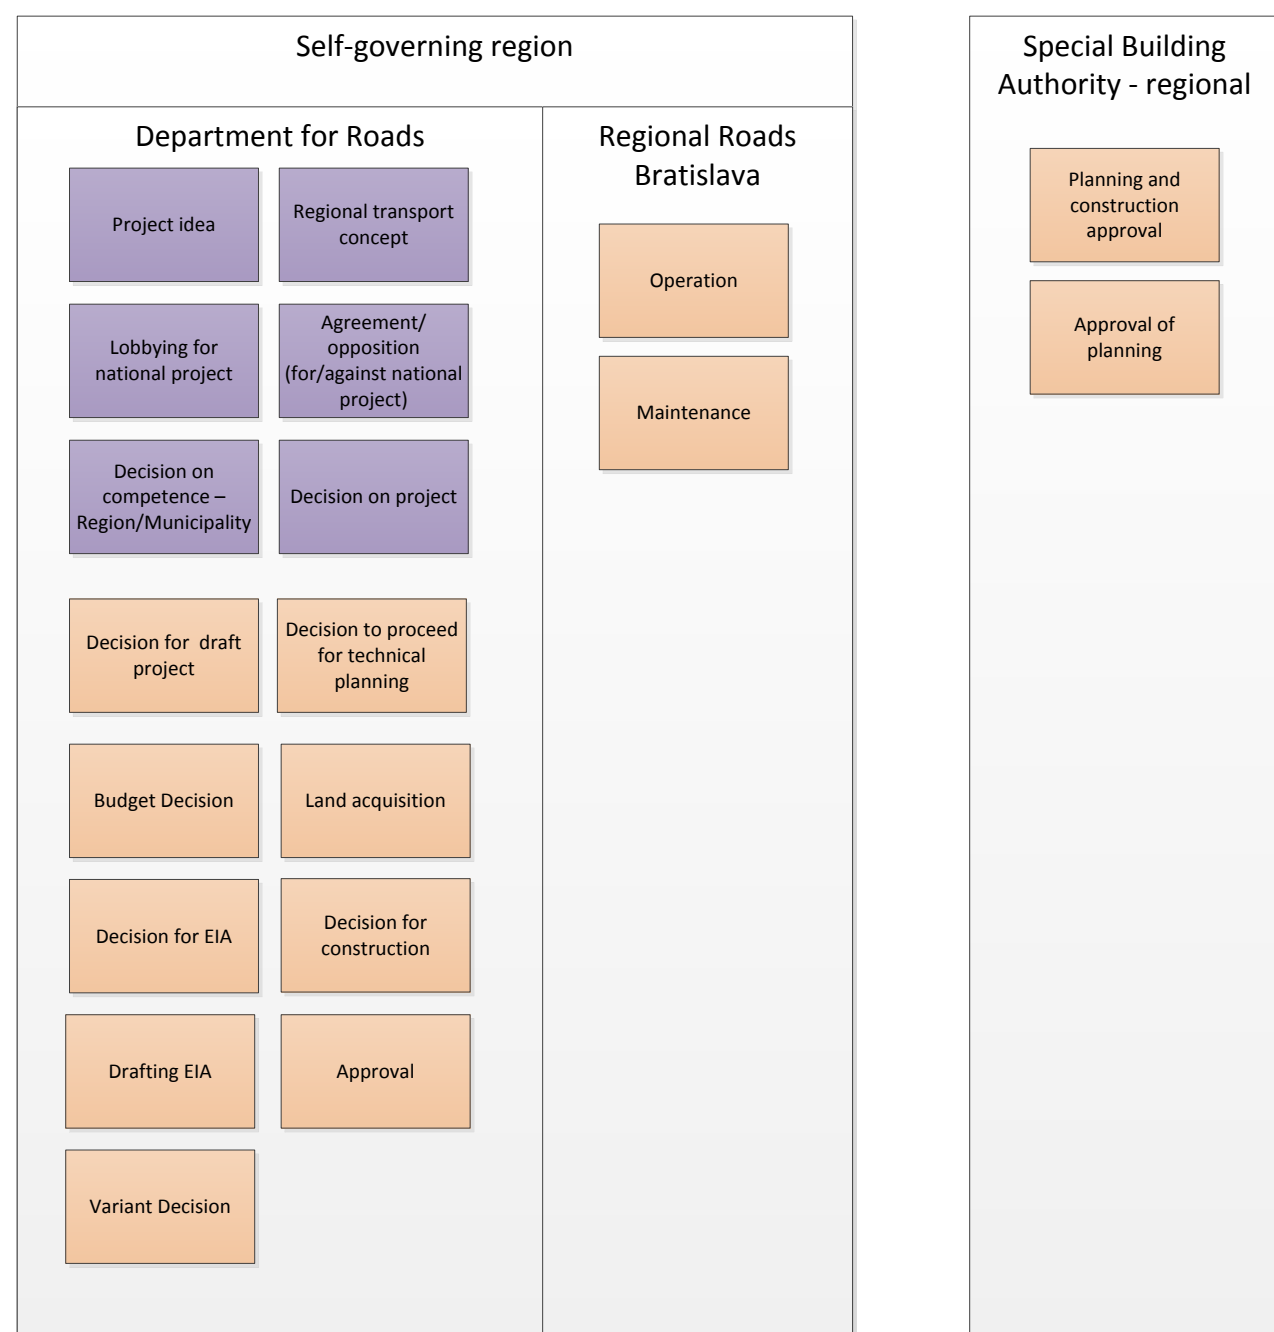 Self-governing region
Department for Roads
Project idea
Regional transport
concept
Lobbying for
national project
Agreement/
opposition
(for/against national
project)
Decision on
competence –
Region/Municipality
Decision on project
Decision for  draft
project
Decision to proceed
for technical
planning
Budget Decision
Land acquisition
Decision for EIA
Decision for
construction
Drafting EIA
Approval
Variant Decision
Regional Roads
Bratislava
Operation
Maintenance
Special Building
Authority - regional
Planning and
construction
approval
Approval of
planning